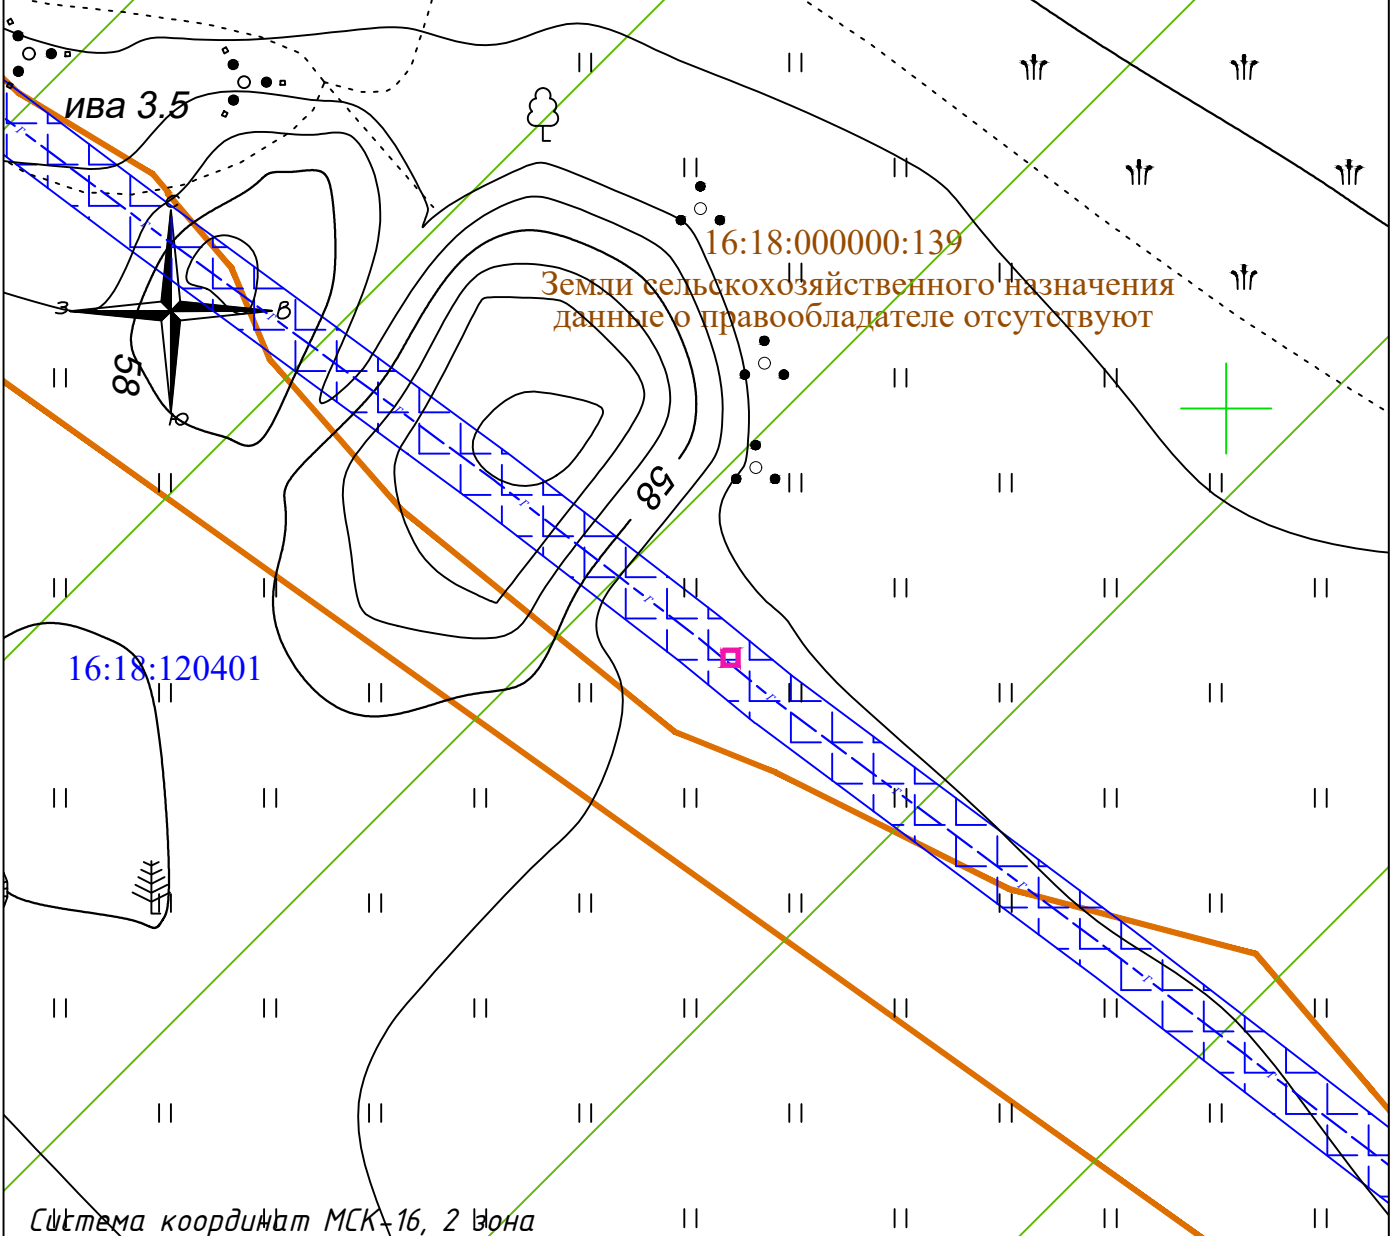 ива 3.5
С
16:18:000000:139
Земли сельскохозяйственного назначения
данные о правообладателе отсутствуют
З
В
58
Ю
58
16:18:120401
г г г г г г г г г г г
Система координат МСК-16, 2 зона